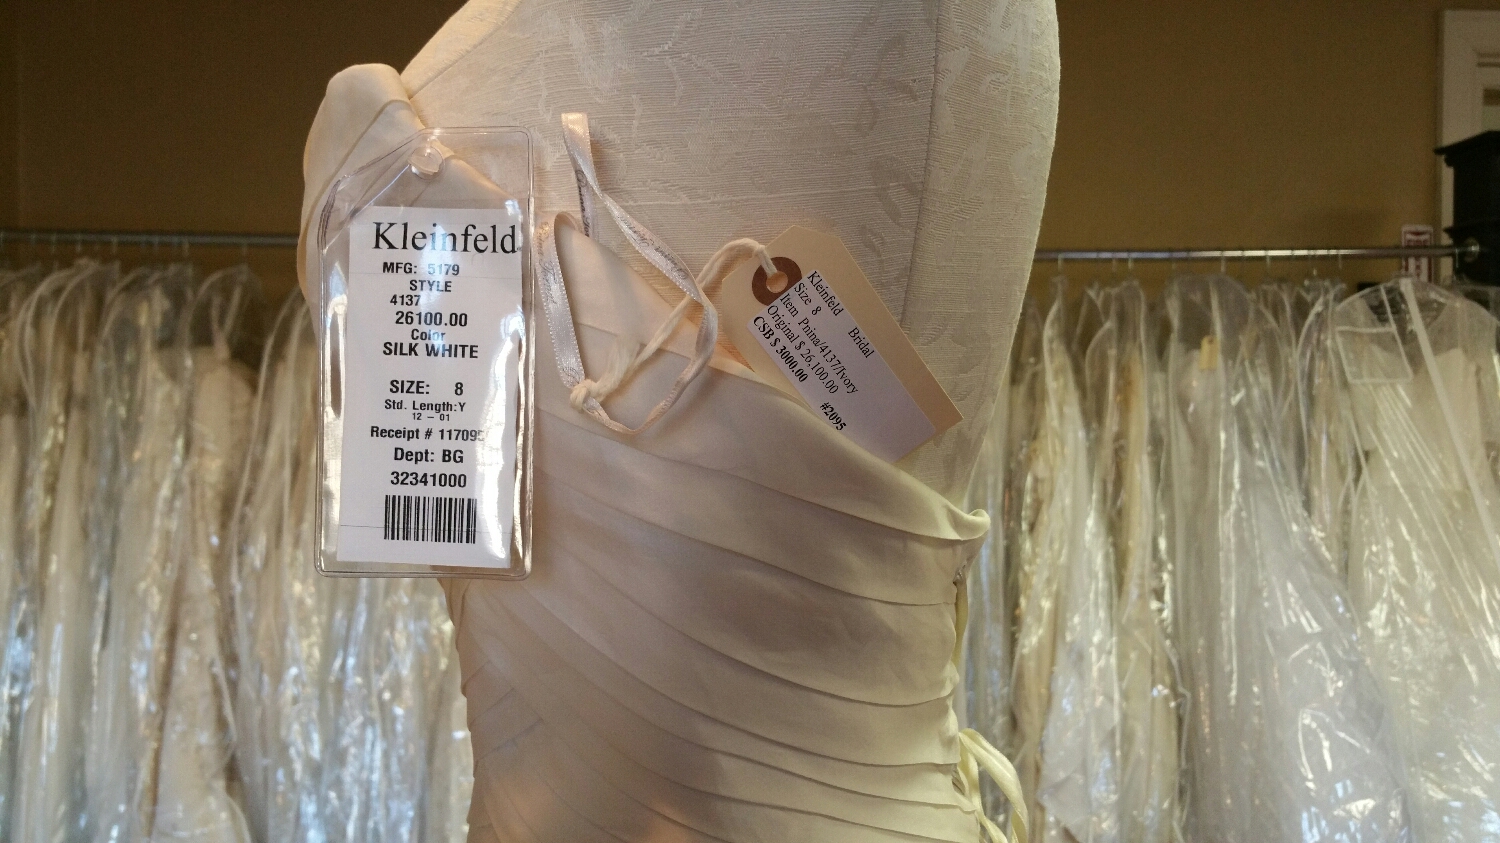 Kleinfeld
MFG: 5179
STYLE
4137
26100.00
Color
SILK WHITE
SIZE: 8
Std. Length:Y
12 - 01
Receipt # 117095
Dept: BG
32341000
Kleinfeld Bridal
Size 8
Item Pnina/4137/Ivory
Original $ 26,100.00
CSB $ 3000.00
#2095